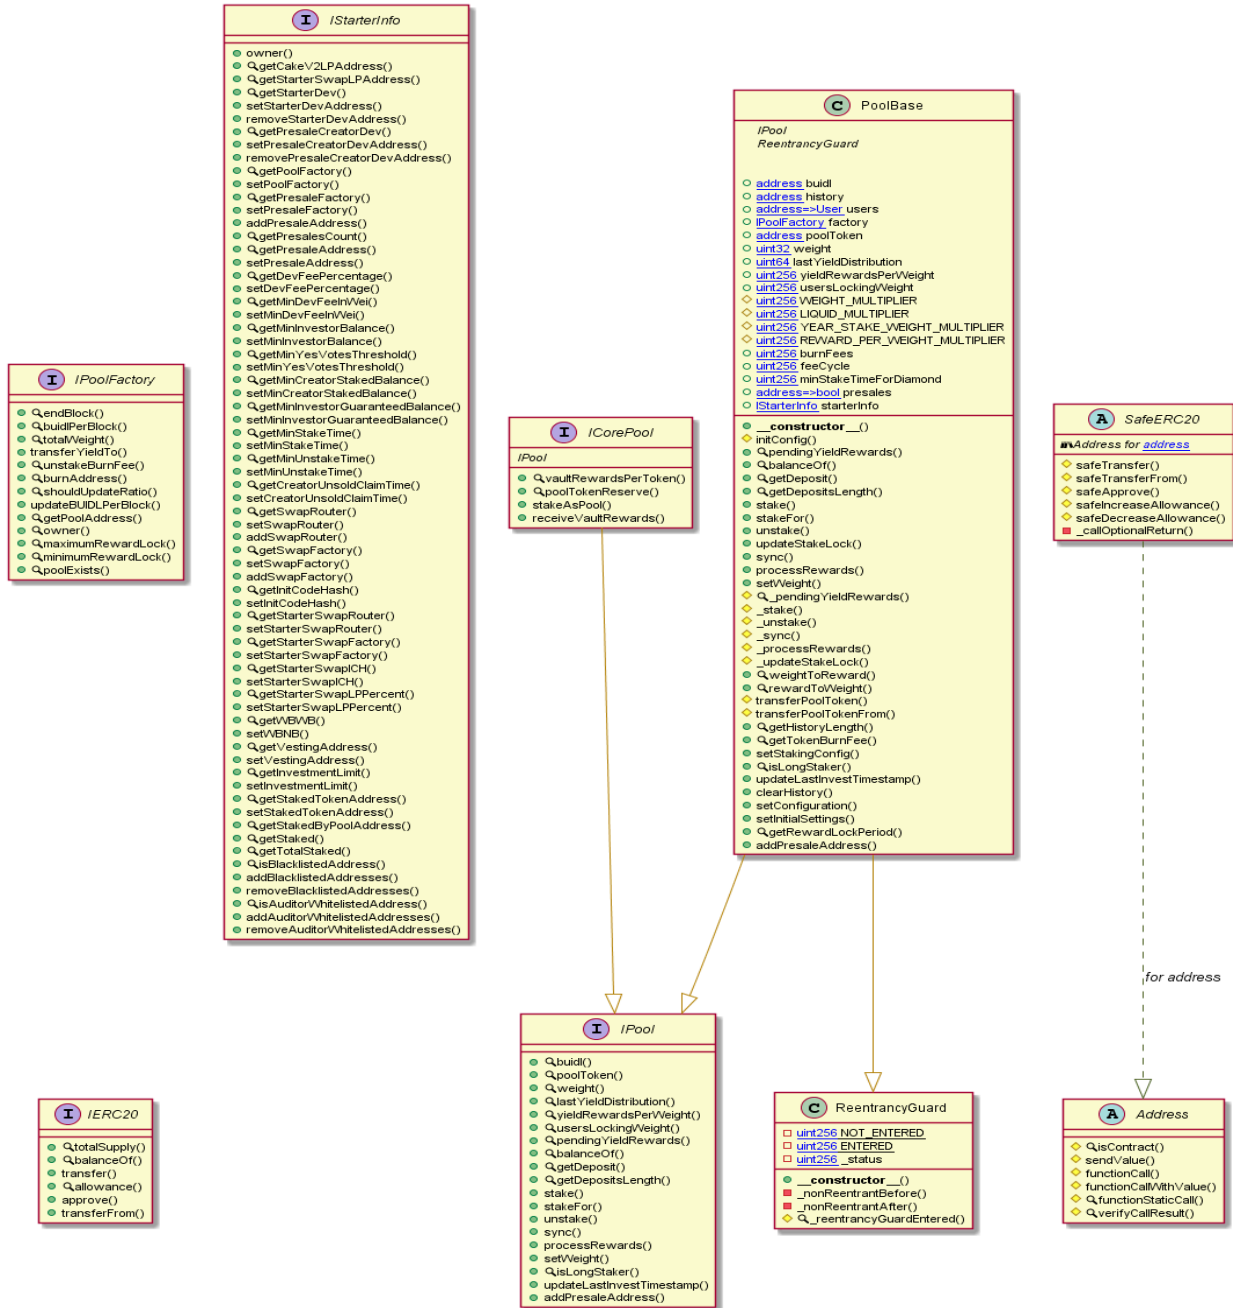 I IStarterInfo
owner()
getCakeV2LPAddress()
getStarterSwapLPAddress()
getStarterDev()
setStarterDevAddress()
removeStarterDevAddress()
getPresaleCreatorDev()
setPresaleCreatorDevAddress()
removePresaleCreatorDevAddress()
getPoolFactory()
setPoolFactory()
getPresaleFactory()
setPresaleFactory()
addPresaleAddress()
getPresalesCount()
getPresaleAddress()
setPresaleAddress()
getDevFeePercentage()
setDevFeePercentage()
getMinDevFeeInWei()
setMinDevFeeInWei()
getMinInvestorBalance()
setMinInvestorBalance()
getMinYesVotesThreshold()
setMinYesVotesThreshold()
getMinCreatorStakedBalance()
setMinCreatorStakedBalance()
getMinInvestorGuaranteedBalance()
setMinInvestorGuaranteedBalance()
getMinStakeTime()
setMinStakeTime()
getMinUnstakeTime()
setMinUnstakeTime()
getCreatorUnsoldClaimTime()
setCreatorUnsoldClaimTime()
getSwapRouter()
setSwapRouter()
addSwapRouter()
getSwapFactory()
setSwapFactory()
addSwapFactory()
getInitCodeHash()
setInitCodeHash()
getStarterSwapRouter()
setStarterSwapRouter()
getStarterSwapFactory()
setStarterSwapFactory()
getStarterSwapICH()
setStarterSwapICH()
getStarterSwapLPPercent()
setStarterSwapLPPercent()
getWBWB()
setWBNB()
getVestingAddress()
setVestingAddress()
getInvestmentLimit()
setInvestmentLimit()
getStakedTokenAddress()
setStakedTokenAddress()
getStakedByPoolAddress()
getStaked()
getTotalStaked()
isBlacklistedAddress()
addBlacklistedAddresses()
removeBlacklistedAddresses()
isAuditorWhitelistedAddress()
addAuditorWhitelistedAddresses()
removeAuditorWhitelistedAddresses()
C PoolBase
IPool
ReentrancyGuard
address buidl
address history
address=>User users
IPoolFactory factory
address poolToken
uint32 weight
uint64 lastYieldDistribution
uint256 yieldRewardsPerWeight
uint256 usersLockingWeight
uint256 WEIGHT_MULTIPLIER
uint256 LIQUID_MULTIPLIER
uint256 YEAR_STAKE_WEIGHT_MULTIPLIER
uint256 REWARD_PER_WEIGHT_MULTIPLIER
uint256 burnFees
uint256 feeCycle
uint256 minStakeTimeForDiamond
address=>bool presales
IStarterInfo starterInfo
__constructor__()
initConfig()
pendingYieldRewards()
balanceOf()
getDeposit()
getDepositsLength()
stake()
stakeFor()
unstake()
updateStakeLock()
sync()
processRewards()
setWeight()
_pendingYieldRewards()
_stake()
_unstake()
_sync()
_processRewards()
_updateStakeLock()
weightToReward()
rewardToWeight()
transferPoolToken()
transferPoolTokenFrom()
getHistoryLength()
getTokenBurnFee()
setStakingConfig()
isLongStaker()
updateLastInvestTimestamp()
clearHistory()
setConfiguration()
setInitialSettings()
getRewardLockPeriod()
addPresaleAddress()
I IPoolFactory
endBlock()
buidlPerBlock()
totalWeight()
transferYieldTo()
unstakeBurnFee()
burnAddress()
shouldUpdateRatio()
updateBUIDLPerBlock()
getPoolAddress()
owner()
maximumRewardLock()
minimumRewardLock()
poolExists()
I ICorePool
IPool
vaultRewardsPerToken()
poolTokenReserve()
stakeAsPool()
receiveVaultRewards()
A SafeERC20
Address for address
safeTransfer()
safeTransferFrom()
safeApprove()
safeIncreaseAllowance()
safeDecreaseAllowance()
_callOptionalReturn()
for address
I IPool
buidl()
poolToken()
weight()
lastYieldDistribution()
yieldRewardsPerWeight()
usersLockingWeight()
pendingYieldRewards()
balanceOf()
getDeposit()
getDepositsLength()
stake()
stakeFor()
unstake()
sync()
processRewards()
setWeight()
isLongStaker()
updateLastInvestTimestamp()
addPresaleAddress()
C ReentrancyGuard
uint256 NOT_ENTERED
uint256 ENTERED
uint256 _status
__constructor__()
_nonReentrantBefore()
_nonReentrantAfter()
_reentrancyGuardEntered()
A Address
isContract()
sendValue()
functionCall()
functionCallWithValue()
functionStaticCall()
verifyCallResult()
I IERC20
totalSupply()
balanceOf()
transfer()
allowance()
approve()
transferFrom()